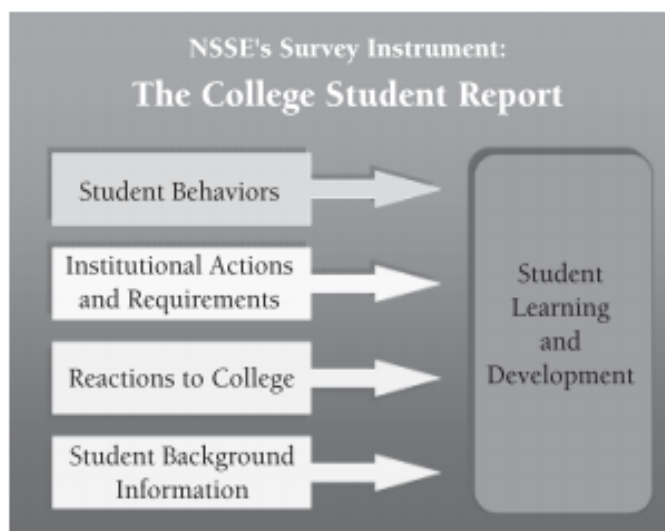 NSSE's Survey Instrument:
The College Student Report
Student Behaviors
Institutional Actions
and Requirements
Reactions to College
Student Background
Information
Student
Learning
and
Development